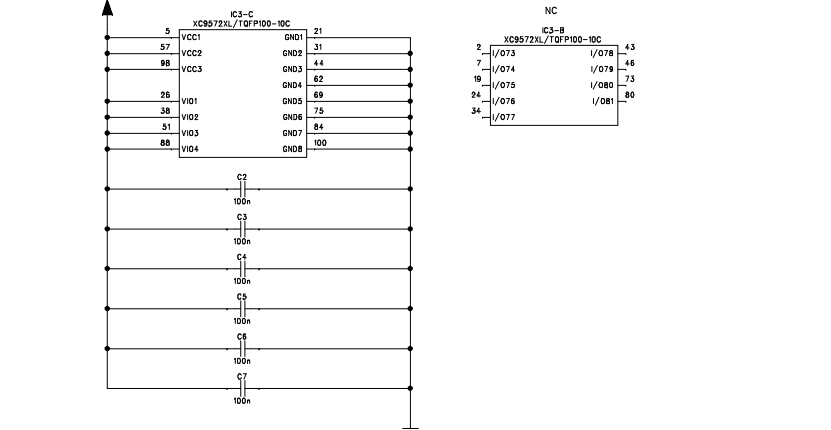 IC3-C
XC9572XL/TQFP100-10C
5 VCC1 GND1 21
57 VCC2 GND2 31
98 VCC3 GND3 44
GND4 62
26 VIO1 GND5 69
38 VIO2 GND6 75
51 VIO3 GND7 84
88 VIO4 GND8 100
C2
100n
C3
100n
C4
100n
C5
100n
C6
100n
C7
100n
NC
IC3-B
XC9572XL/TQFP100-10C
2 I/O73 I/O78 43
7 I/O74 I/O79 46
19 I/O75 I/O80 73
24 I/O76 I/O81 80
34 I/O77